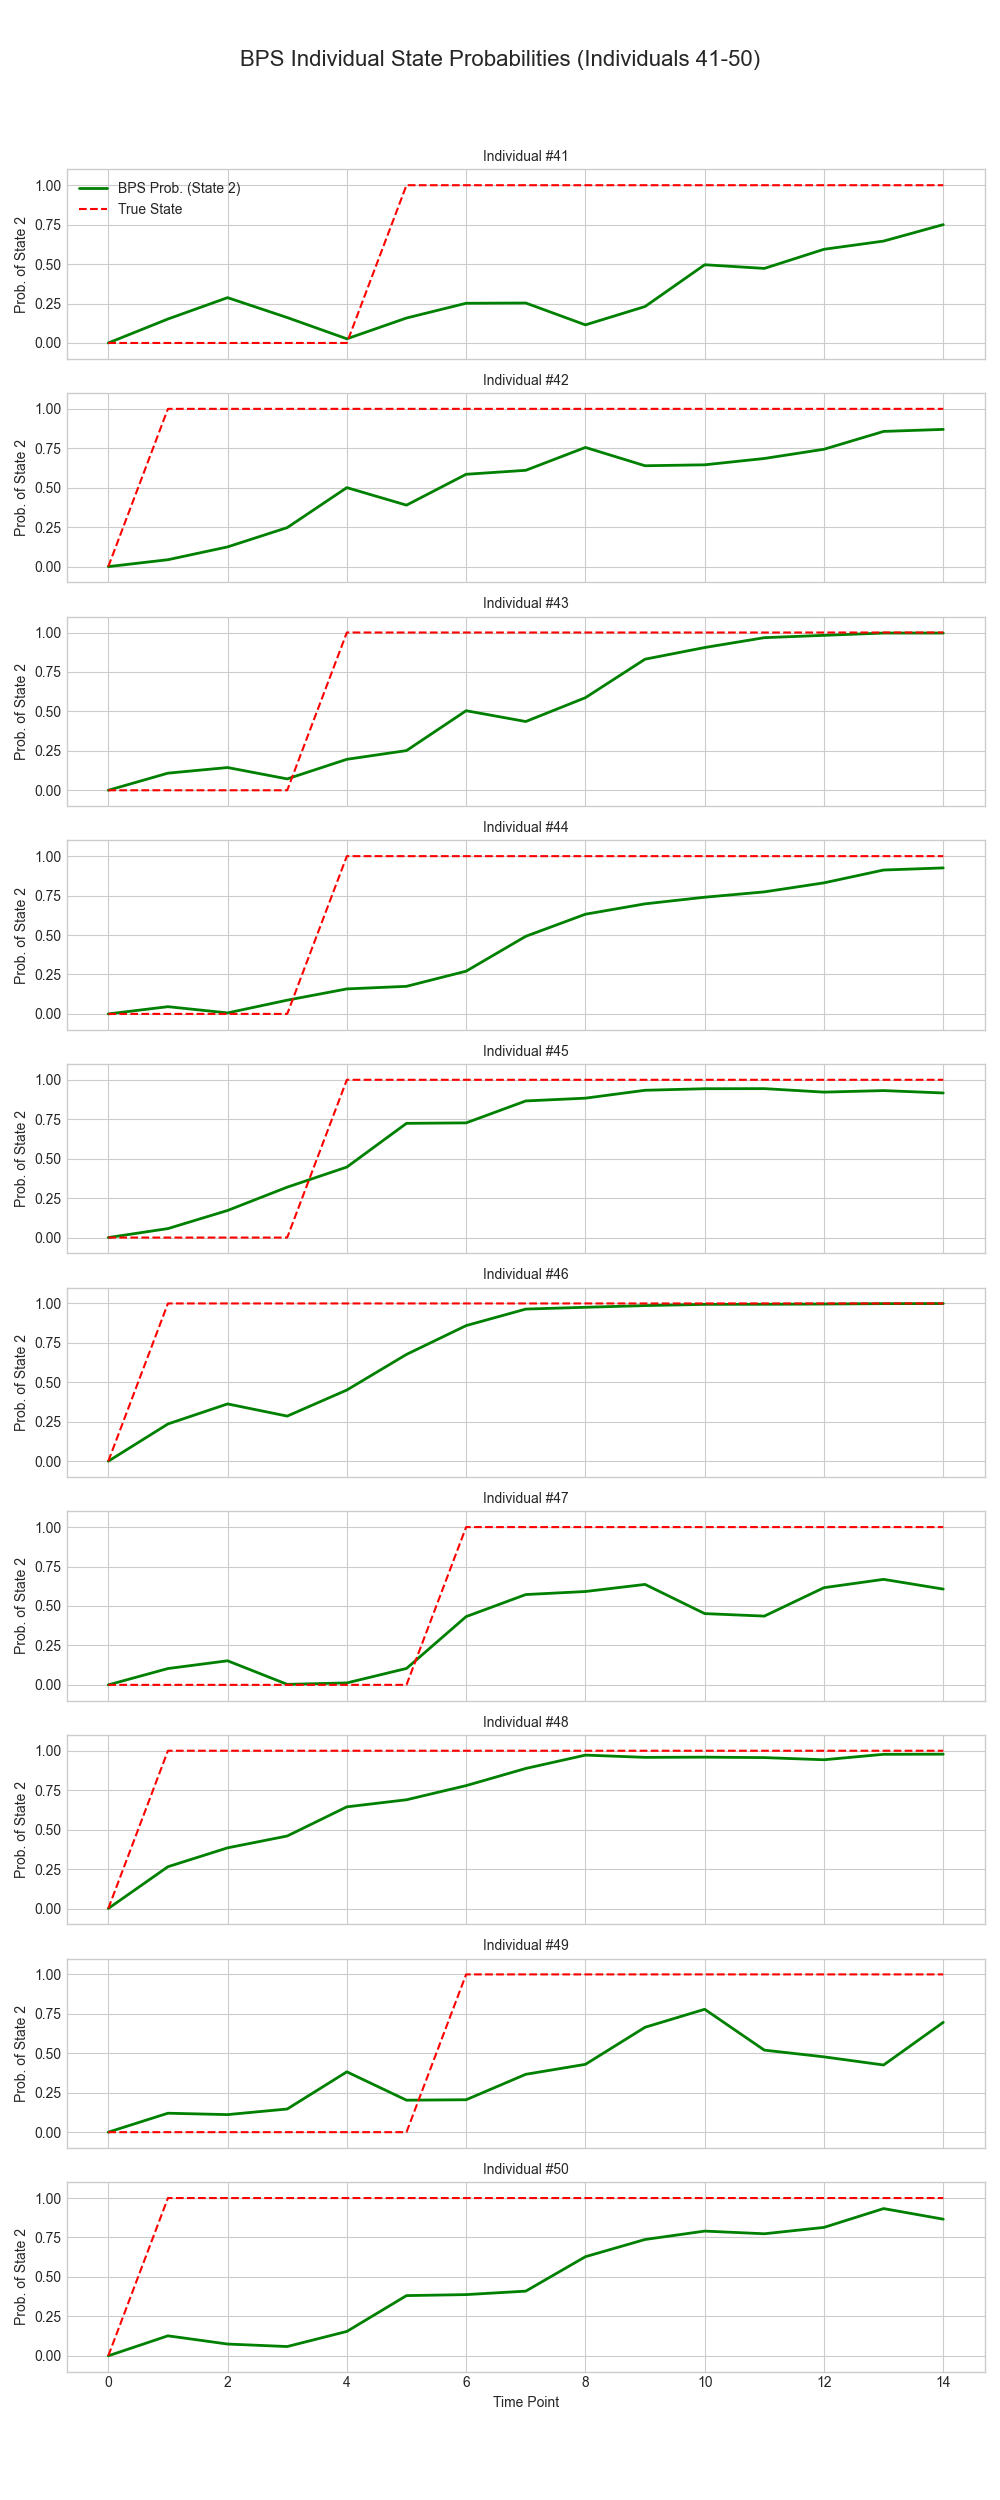 BPS Individual State Probabilities (Individuals 41-50)
Individual #41
BPS Prob. (State 2)
True State
1.00
0.75
0.50
0.25
0.00
Prob. of State 2
Individual #42
1.00
0.75
0.50
0.25
0.00
Prob. of State 2
Individual #43
1.00
0.75
0.50
0.25
0.00
Prob. of State 2
Individual #44
1.00
0.75
0.50
0.25
0.00
Prob. of State 2
Individual #45
1.00
0.75
0.50
0.25
0.00
Prob. of State 2
Individual #46
1.00
0.75
0.50
0.25
0.00
Prob. of State 2
Individual #47
1.00
0.75
0.50
0.25
0.00
Prob. of State 2
Individual #48
1.00
0.75
0.50
0.25
0.00
Prob. of State 2
Individual #49
1.00
0.75
0.50
0.25
0.00
Prob. of State 2
Individual #50
1.00
0.75
0.50
0.25
0.00
Prob. of State 2
0 2 4 6 8 10 12 14
Time Point